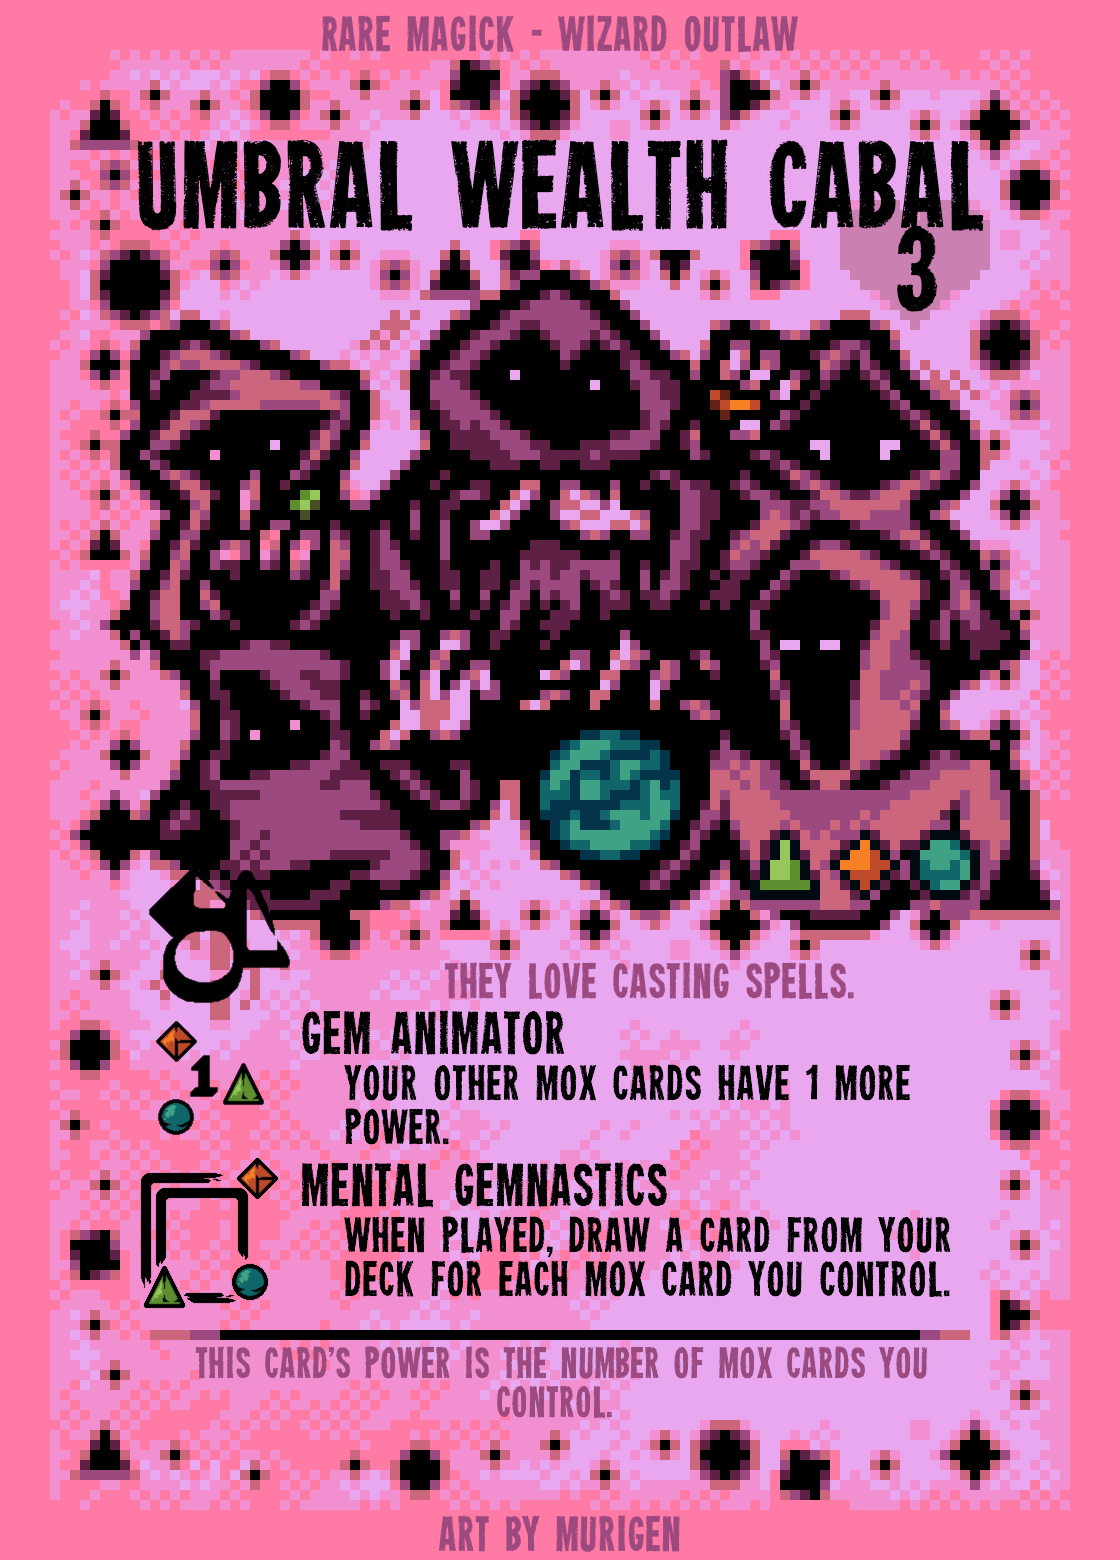 RARE MAGICK - WIZARD OUTLAW
UMBRAL WEALTH CABAL
3
THEY LOVE CASTING SPELLS.
GEM ANIMATOR
1
YOUR OTHER MOX CARDS HAVE 1 MORE
POWER.
MENTAL GEMNASTICS
WHEN PLAYED, DRAW A CARD FROM YOUR
DECK FOR EACH MOX CARD YOU CONTROL.
THIS CARD'S POWER IS THE NUMBER OF MOX CARDS YOU
CONTROL.
ART BY MURIGEN